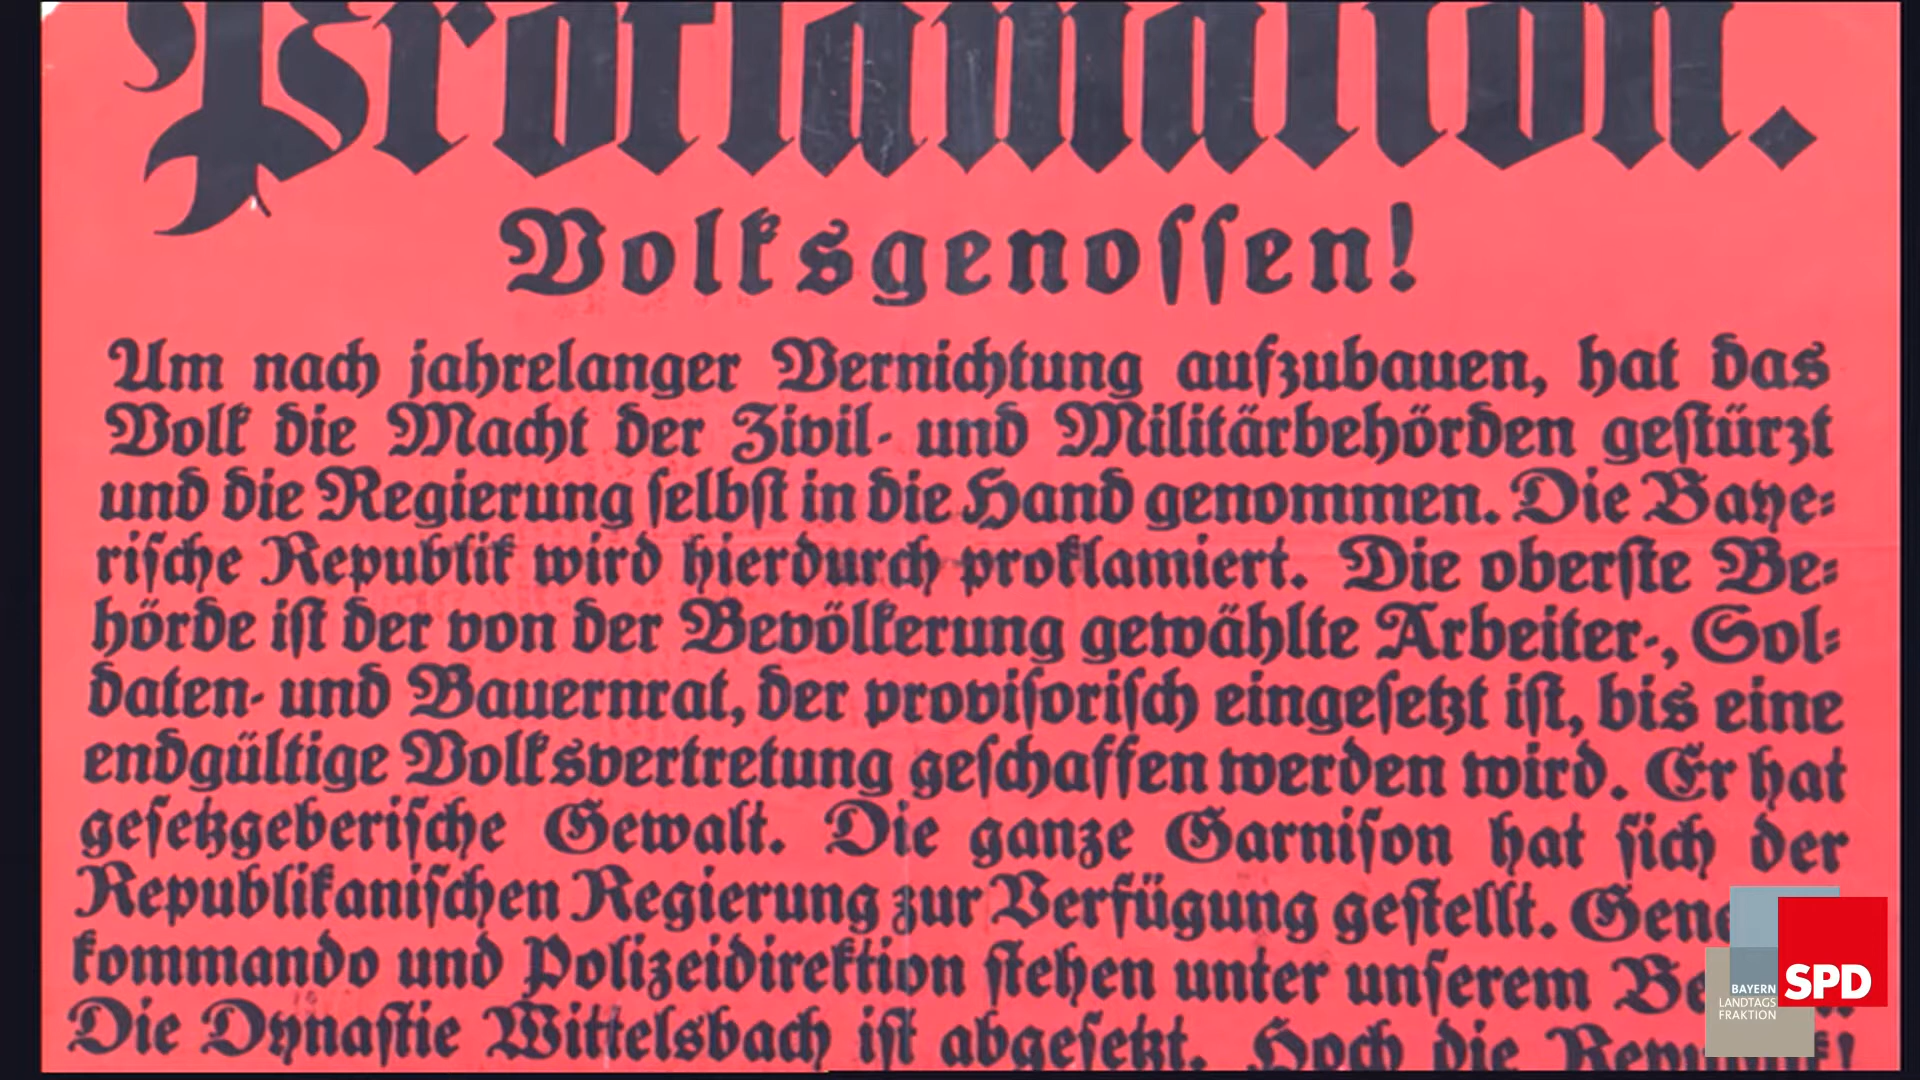 Proklamation.
Volksgenossen!
Um nach jahrelanger Vernichtung aufzubauen, hat das
Volk die Macht der Zivil- und Militärbehörden gestürzt
und die Regierung selbst in die Hand genommen. Die Baye-
rische Republik wird hierdurch proklamiert. Die oberste Be-
hörde ist der von der Bevölkerung gewählte Arbeiter-, Sol-
daten- und Bauernrat, der provisorisch eingesetzt ist, bis eine
endgültige Volksvertretung geschaffen werden wird. Er hat
gesetzgeberische Gewalt. Die ganze Garnison hat sich der
Republikanischen Regierung zur Verfügung gestellt.
kommando und Polizeidirektion stehen unter unserem
Die Dynastie Wittelsbach ist abgesetzt. Hoch die Republik!
BAYERN
LANDTAGS
FRAKTION
SPD